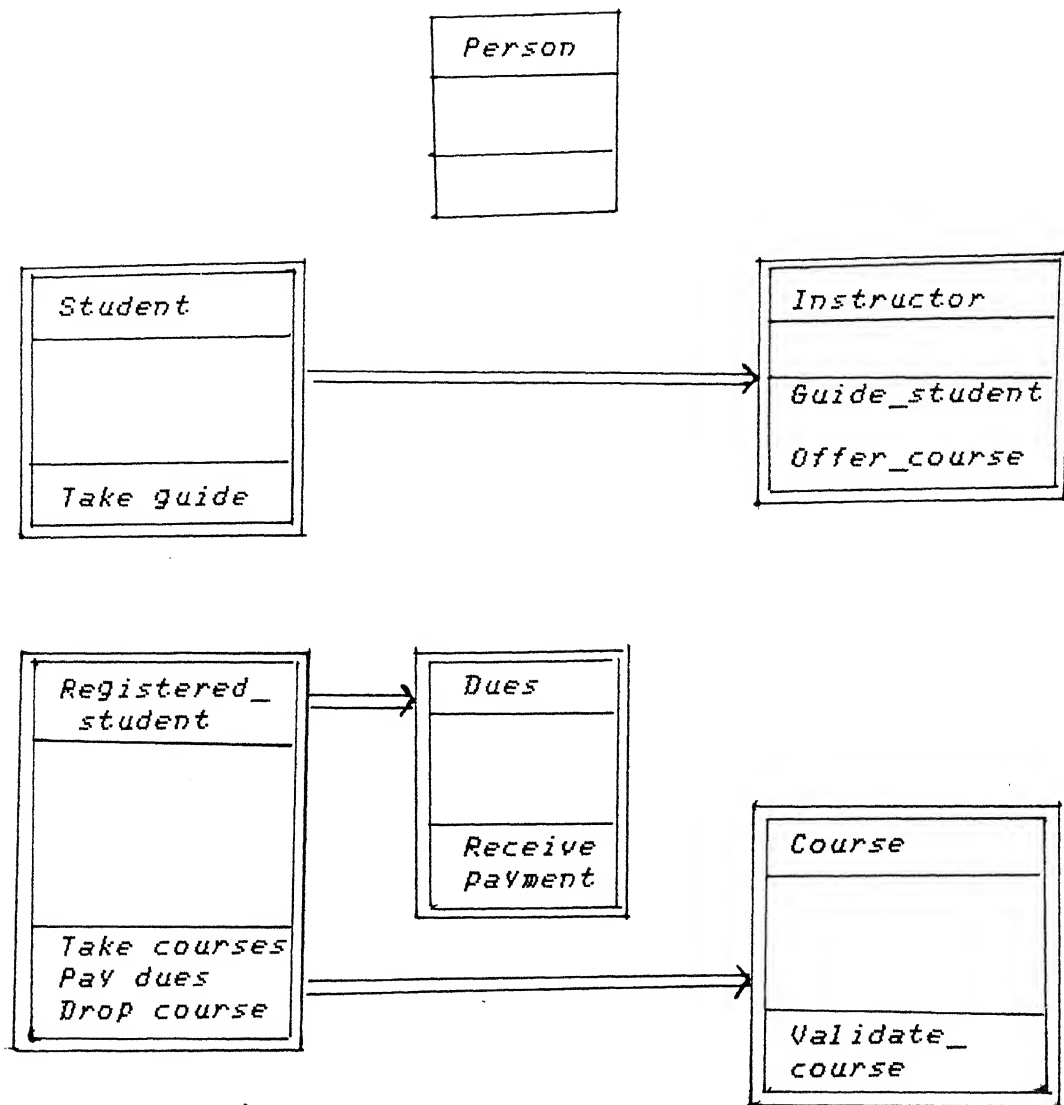 Person
Student
Take guide
Instructor
Guide_student
Offer_course
Registered_
student
Take courses
Pay dues
Drop course
Dues
Receive
payment
Course
Validate_
course